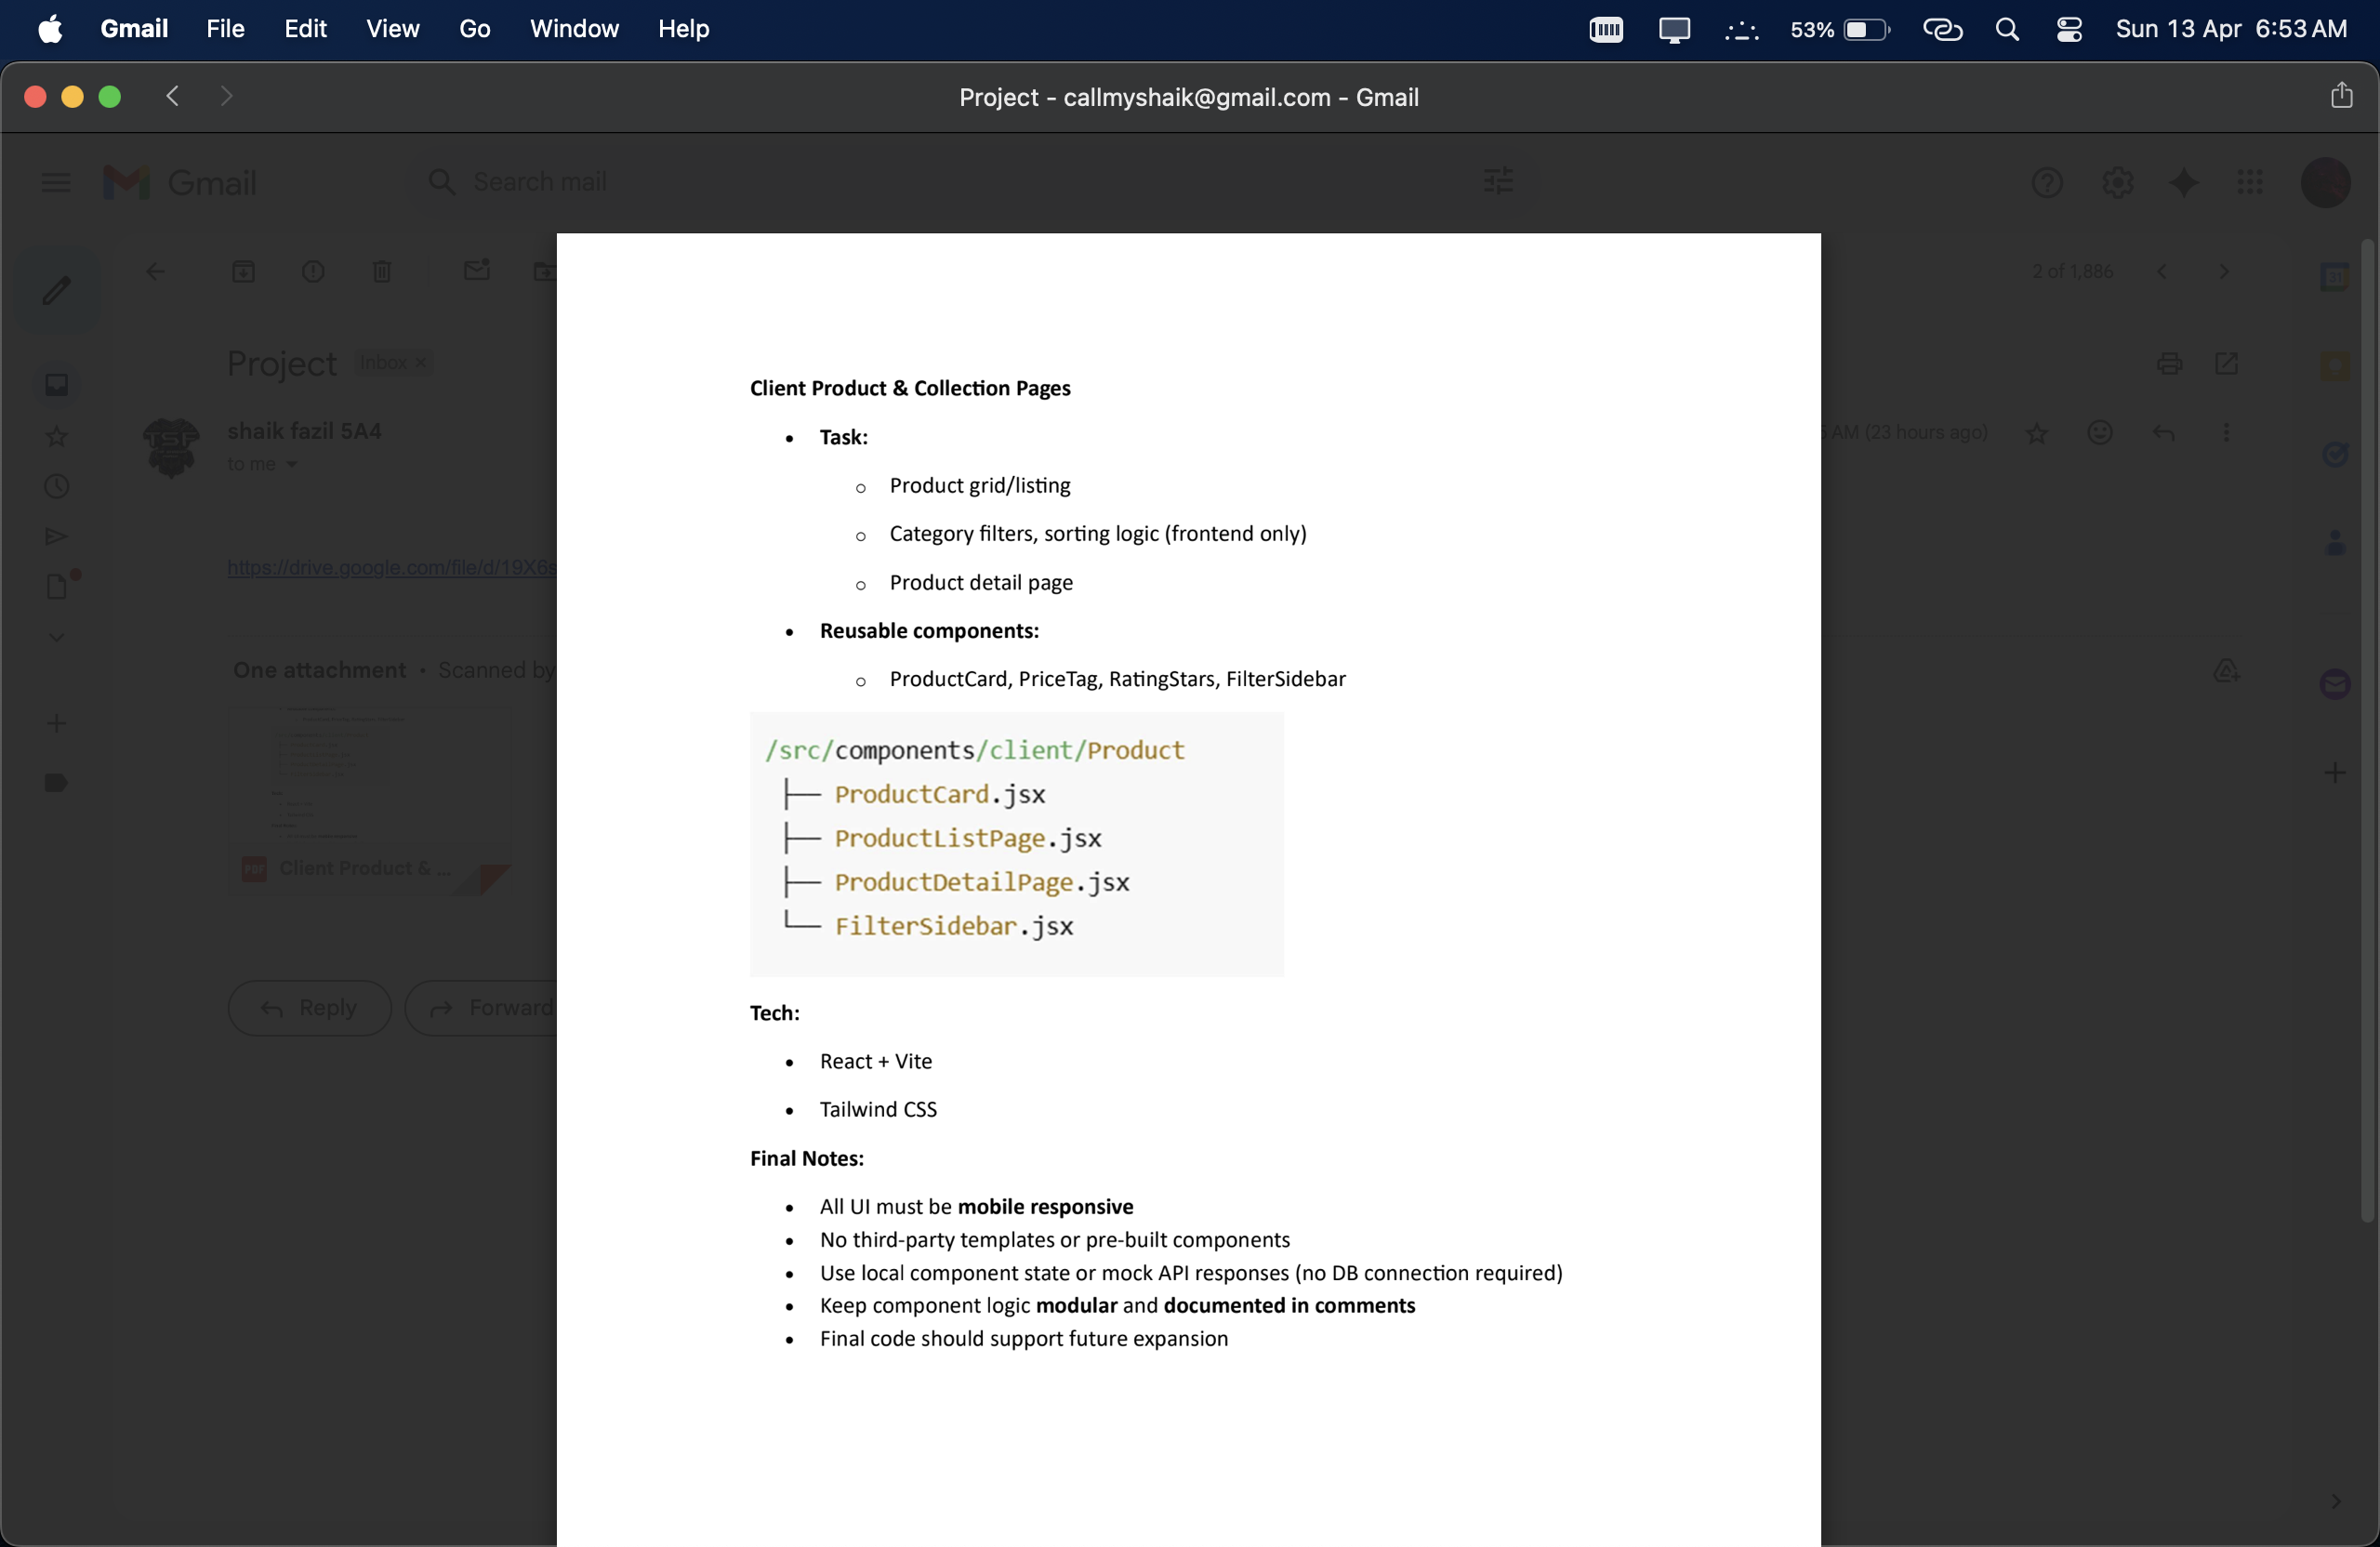 Gmail File Edit View Go Window Help 53% Sun 13 Apr 6:53 AM
Project - callmyshaik@gmail.com - Gmail
Gmail Search mail
2 of 1,886
31
Project Inbox ×
TSF shaik fazil 5A4
AM (23 hours ago)
to me
https://drive.google.com/file/d/19X6s
One attachment • Scanned by
PDF Client Product & ...
Reply Forward
Client Product & Collection Pages
• Task:
o Product grid/listing
o Category filters, sorting logic (frontend only)
o Product detail page
• Reusable components:
o ProductCard, PriceTag, RatingStars, FilterSidebar
/src/components/client/Product
├── ProductCard.jsx
├── ProductListPage.jsx
├── ProductDetailPage.jsx
└── FilterSidebar.jsx
Tech:
• React + Vite
• Tailwind CSS
Final Notes:
• All UI must be mobile responsive
• No third-party templates or pre-built components
• Use local component state or mock API responses (no DB connection required)
• Keep component logic modular and documented in comments
• Final code should support future expansion